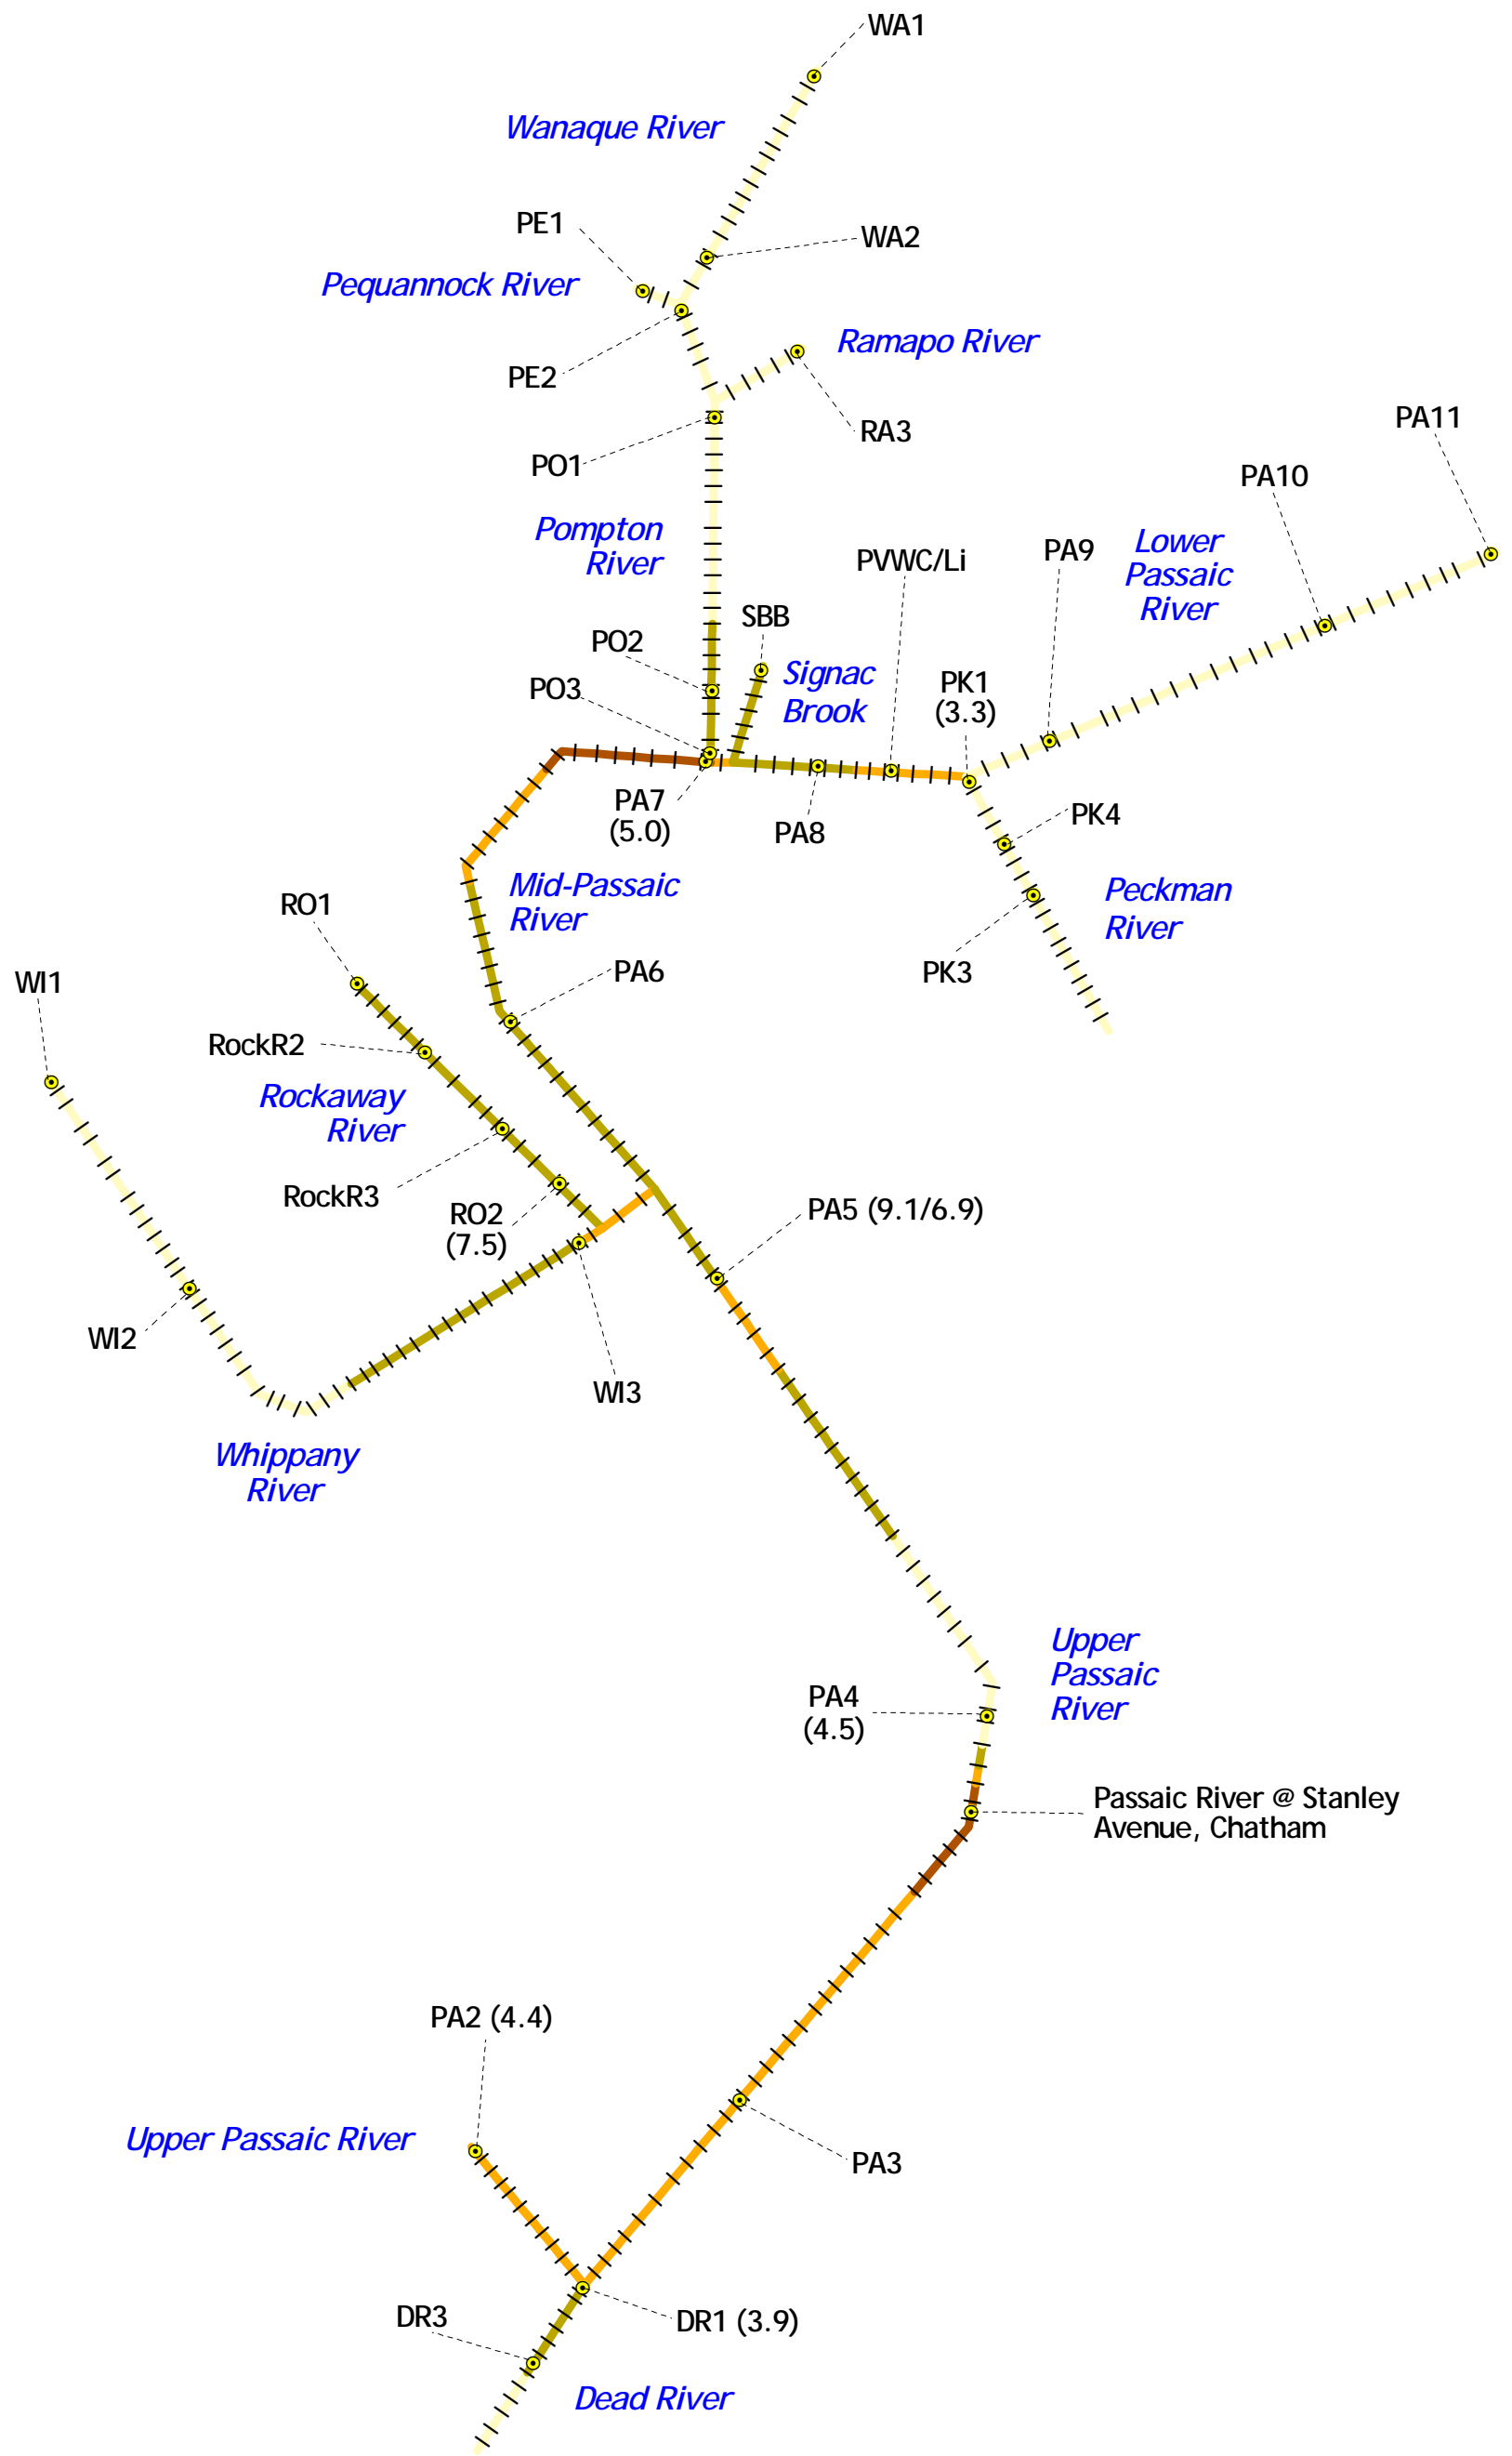 WA1
Wanaque River
PE1
WA2
Pequannock River
Ramapo River
PE2
RA3
PA11
PO1
PA10
Pompton
River
Lower
Passaic
River
PA9
PVWC/Li
SBB
PO2
Signac
Brook
PO3
PK1
(3.3)
PA7
(5.0)
PA8
PK4
Mid-Passaic
River
Peckman
River
RO1
PK3
PA6
WI1
RockR2
Rockaway
River
RockR3
RO2
(7.5)
PA5 (9.1/6.9)
WI2
WI3
Whippany
River
Upper
Passaic
River
PA4
(4.5)
Passaic River @ Stanley
Avenue, Chatham
PA2 (4.4)
Upper Passaic River
PA3
DR3
DR1 (3.9)
Dead River